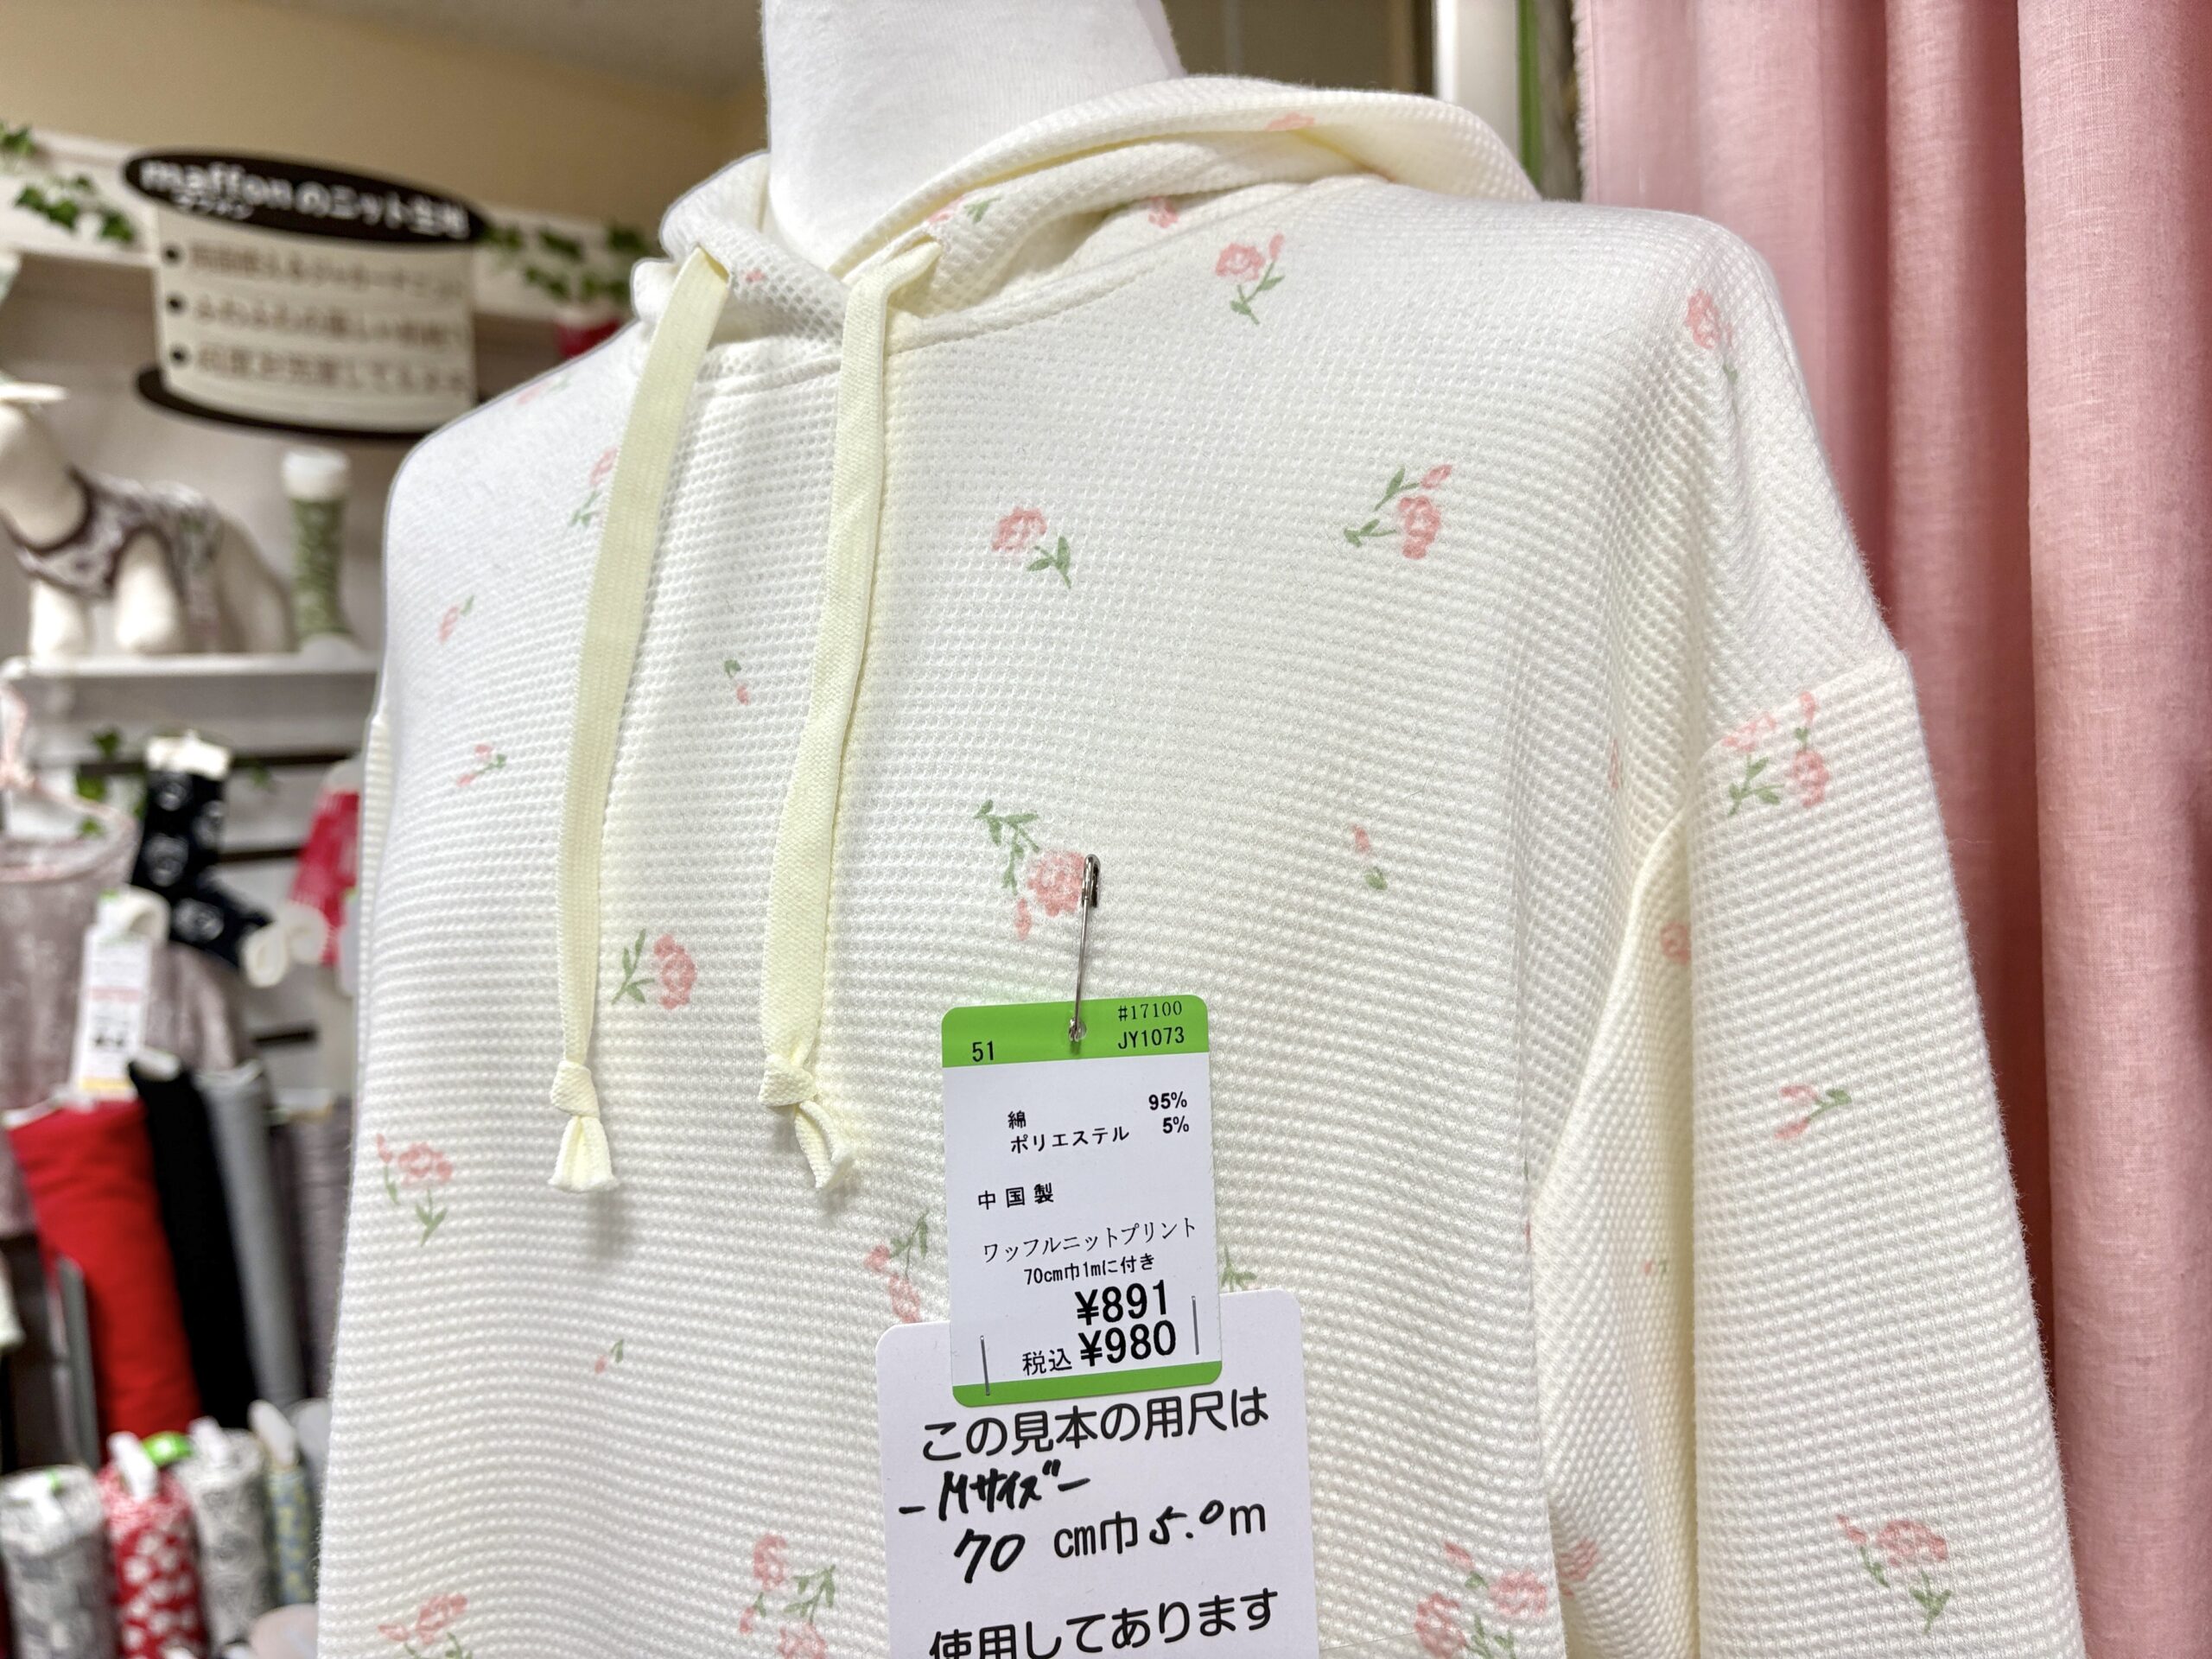 maffonのニット生地
マフォン
#17100
51 JY1073
綿 95%
ポリエステル 5%
中国製
ワッフルニットプリント
70cm巾1mに付き
¥891
税込 ¥980
この見本の用尺は
-Mサイズ-
70 cm巾 5.0m
使用してあります